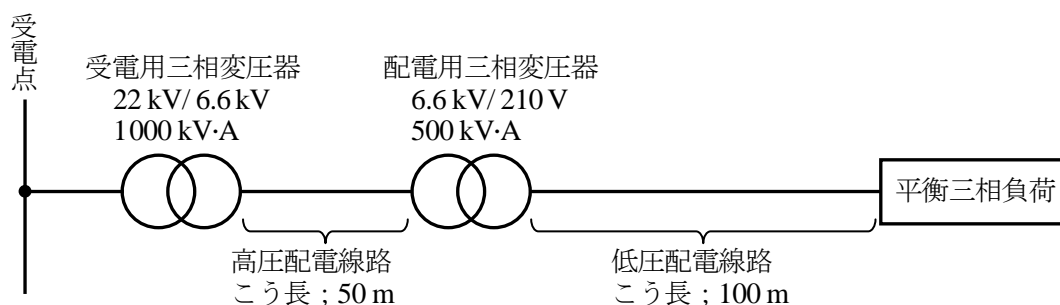 受電点
受電用三相変圧器
22 kV/ 6.6 kV
1000 kV·A
配電用三相変圧器
6.6 kV/ 210 V
500 kV·A
平衡三相負荷
高圧配電線路
こう長；50 m
低圧配電線路
こう長；100 m